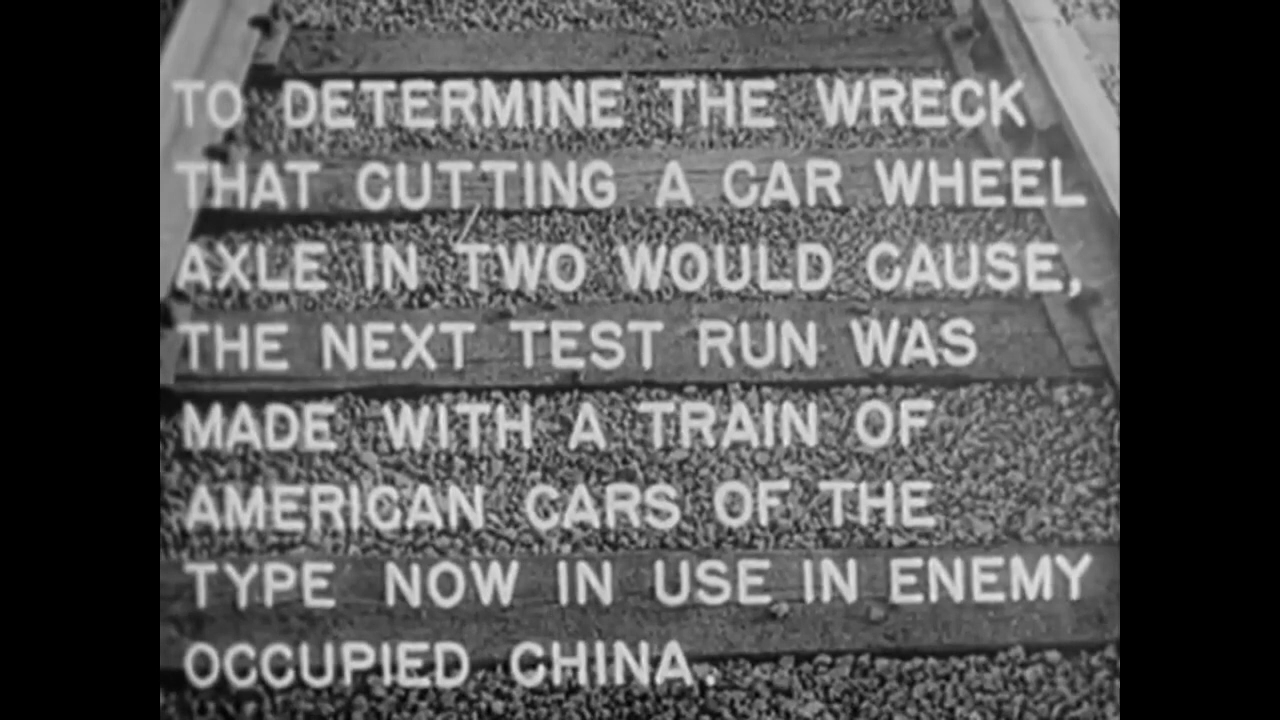 TO DETERMINE THE WRECK
THAT CUTTING A CAR WHEEL
AXLE IN TWO WOULD CAUSE,
THE NEXT TEST RUN WAS
MADE WITH A TRAIN OF
AMERICAN CARS OF THE
TYPE NOW IN USE IN ENEMY
OCCUPIED CHINA.